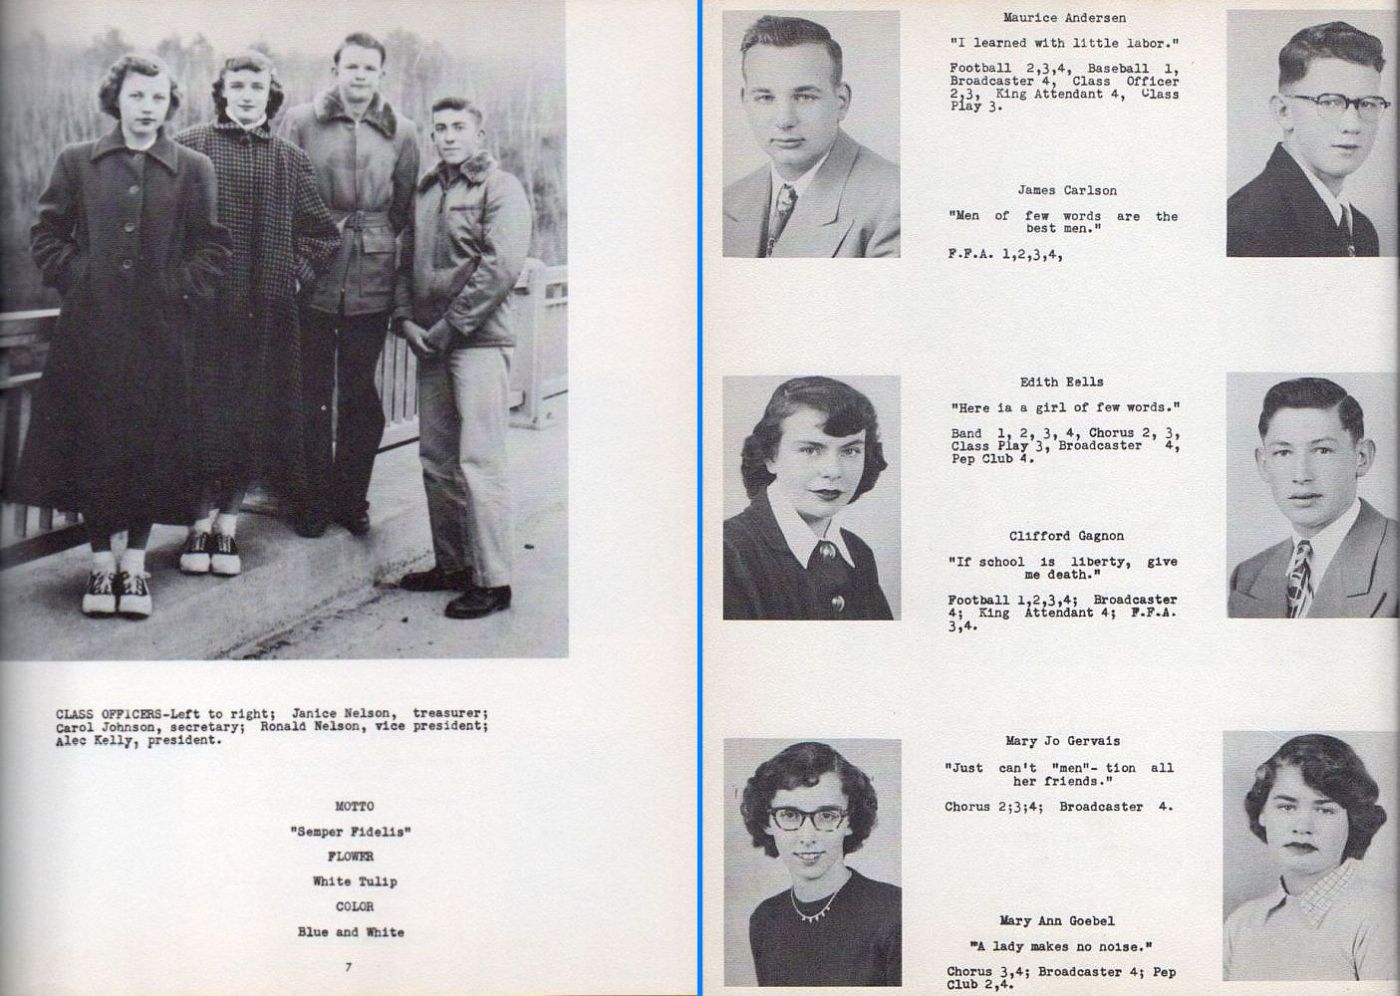 CLASS OFFICERS-Left to right; Janice Nelson, treasurer;
Carol Johnson, secretary; Ronald Nelson, vice president;
Alec Kelly, president.
MOTTO
"Semper Fidelis"
FLOWER
White Tulip
COLOR
Blue and White
7
Maurice Andersen
"I learned with little labor."
Football 2,3,4, Baseball 1,
Broadcaster 4, Class Officer
2,3, King Attendant 4, Class
Play 3.
James Carlson
"Men of few words are the
best men."
F.F.A. 1,2,3,4,
Edith Eells
"Here ia a girl of few words."
Band 1, 2, 3, 4, Chorus 2, 3,
Class Play 3, Broadcaster 4,
Pep Club 4.
Clifford Gagnon
"If school is liberty, give
me death."
Football 1,2,3,4; Broadcaster
4; King Attendant 4; F.F.A.
3,4.
Mary Jo Gervais
"Just can't "men"- tion all
her friends."
Chorus 2;3;4; Broadcaster 4.
Mary Ann Goebel
"A lady makes no noise."
Chorus 3,4; Broadcaster 4; Pep
Club 2,4.